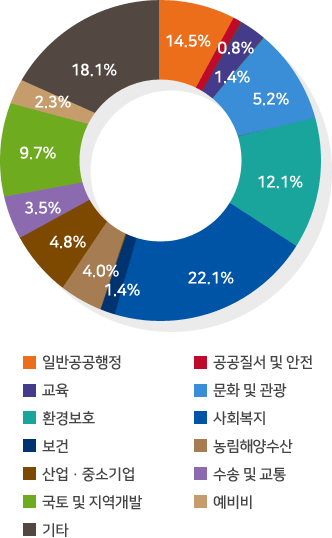 14.5%
0.8%
1.4%
5.2%
12.1%
22.1%
1.4%
4.0%
4.8%
3.5%
9.7%
2.3%
18.1%
일반공공행정
공공질서 및 안전
교육
문화 및 관광
환경보호
사회복지
보건
농림해양수산
산업 · 중소기업
수송 및 교통
국토 및 지역개발
예비비
기타